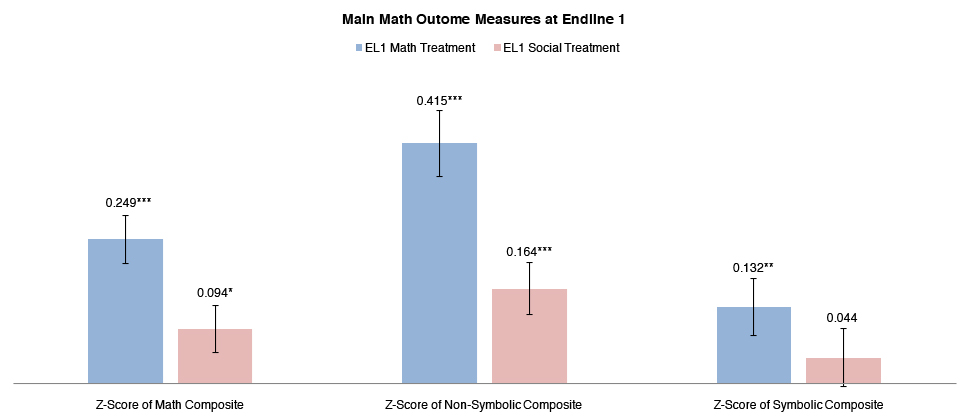 Main Math Outome Measures at Endline 1
EL1 Math Treatment EL1 Social Treatment
0.415***
0.249***
0.164***
0.132**
0.094*
0.044
Z-Score of Math Composite Z-Score of Non-Symbolic Composite Z-Score of Symbolic Composite